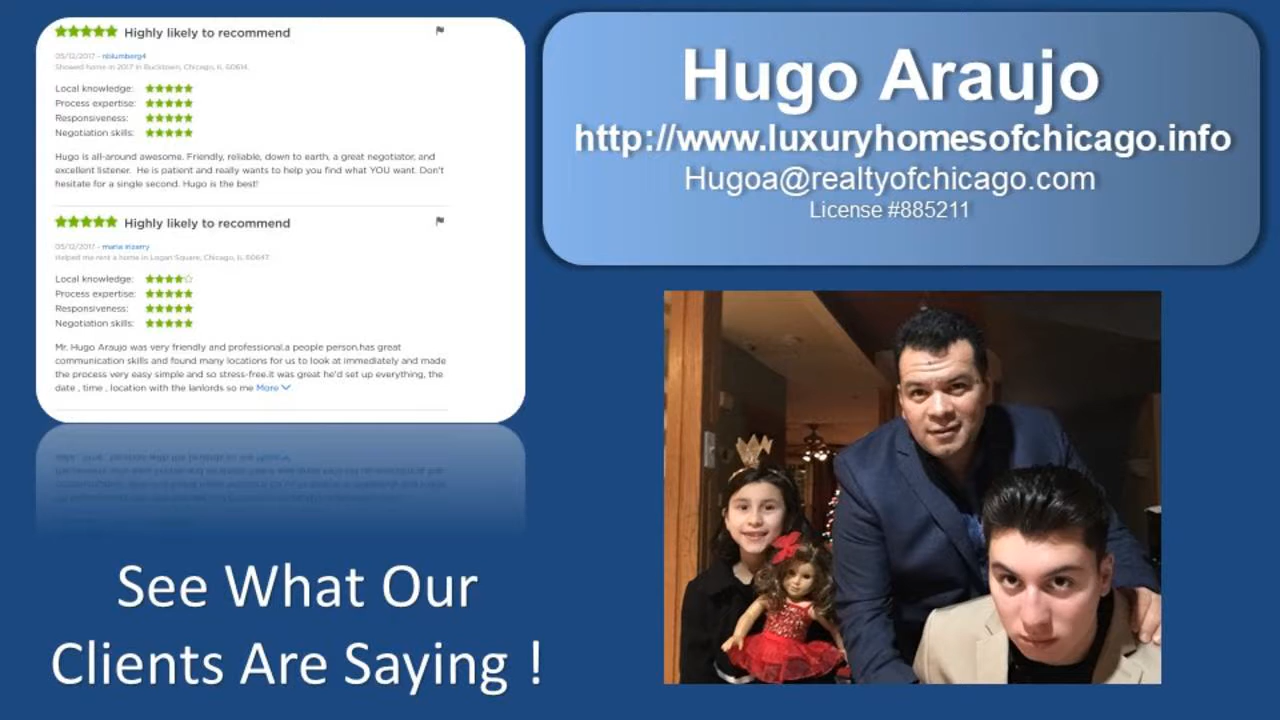 Highly likely to recommend
05/12/2017 - nblumberg4
Showed home in 2017 in Bucktown, Chicago, IL 60614.
Local knowledge:
Process expertise:
Responsiveness:
Negotiation skills:
Hugo is all-around awesome. Friendly, reliable, down to earth, a great negotiator, and
excellent listener. He is patient and really wants to help you find what YOU want. Don't
hesitate for a single second. Hugo is the best!
Highly likely to recommend
05/12/2017 - maria irizarry
Helped me rent a home in Logan Square, Chicago, IL 60647.
Local knowledge:
Process expertise:
Responsiveness:
Negotiation skills:
Mr. Hugo Araujo was very friendly and professional,a people person,has great
communication skills and found many locations for us to look at immediately and made
the process very easy simple and so stress-free.it was great he'd set up everything, the
date , time , location with the lanlords so me More
See What Our
Clients Are Saying !
Hugo Araujo
http://www.luxuryhomesofchicago.info
Hugoa@realtyofchicago.com
License #885211